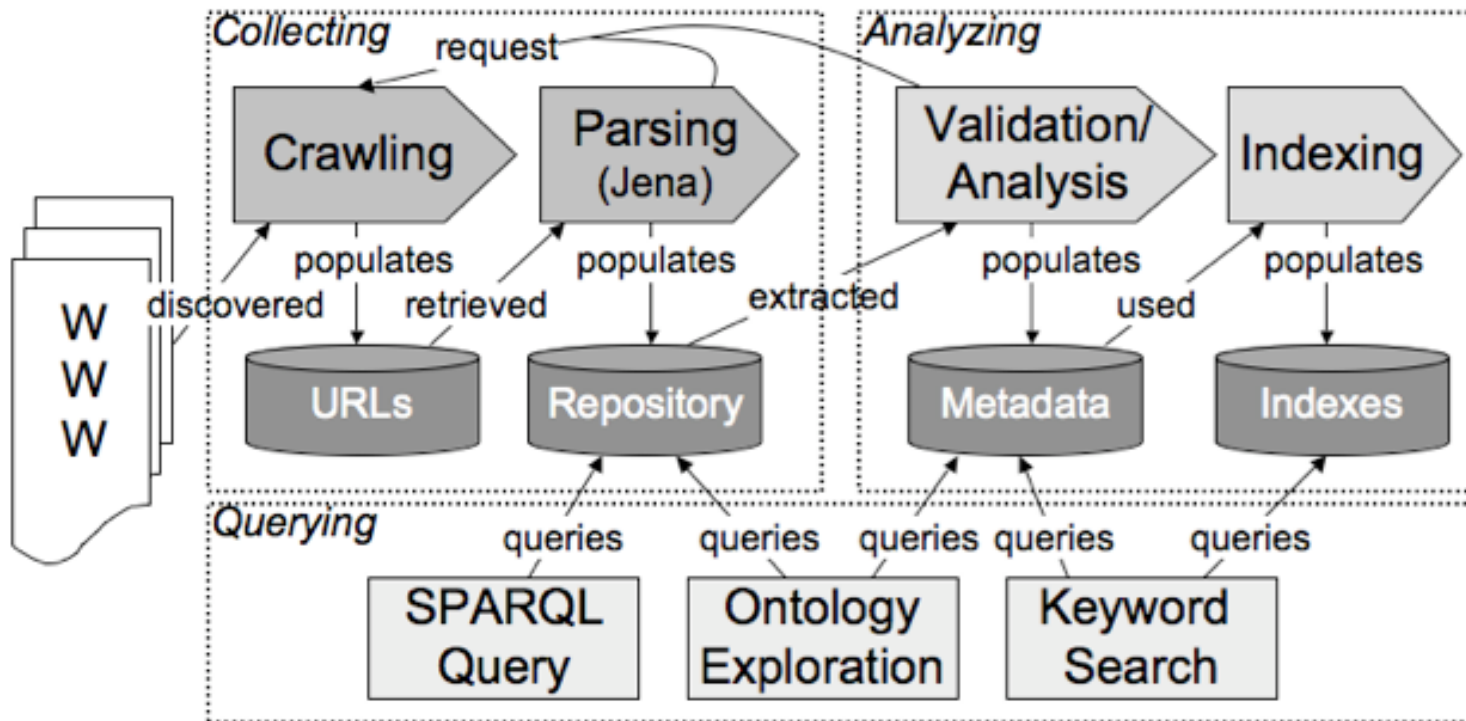 Collecting
Analyzing
request
Crawling
Parsing
(Jena)
Validation/
Analysis
Indexing
populates
populates
populates
populates
discovered
retrieved
extracted
used
W
W
W
URLs
Repository
Metadata
Indexes
Querying
queries
queries
queries
queries
queries
SPARQL
Query
Ontology
Exploration
Keyword
Search